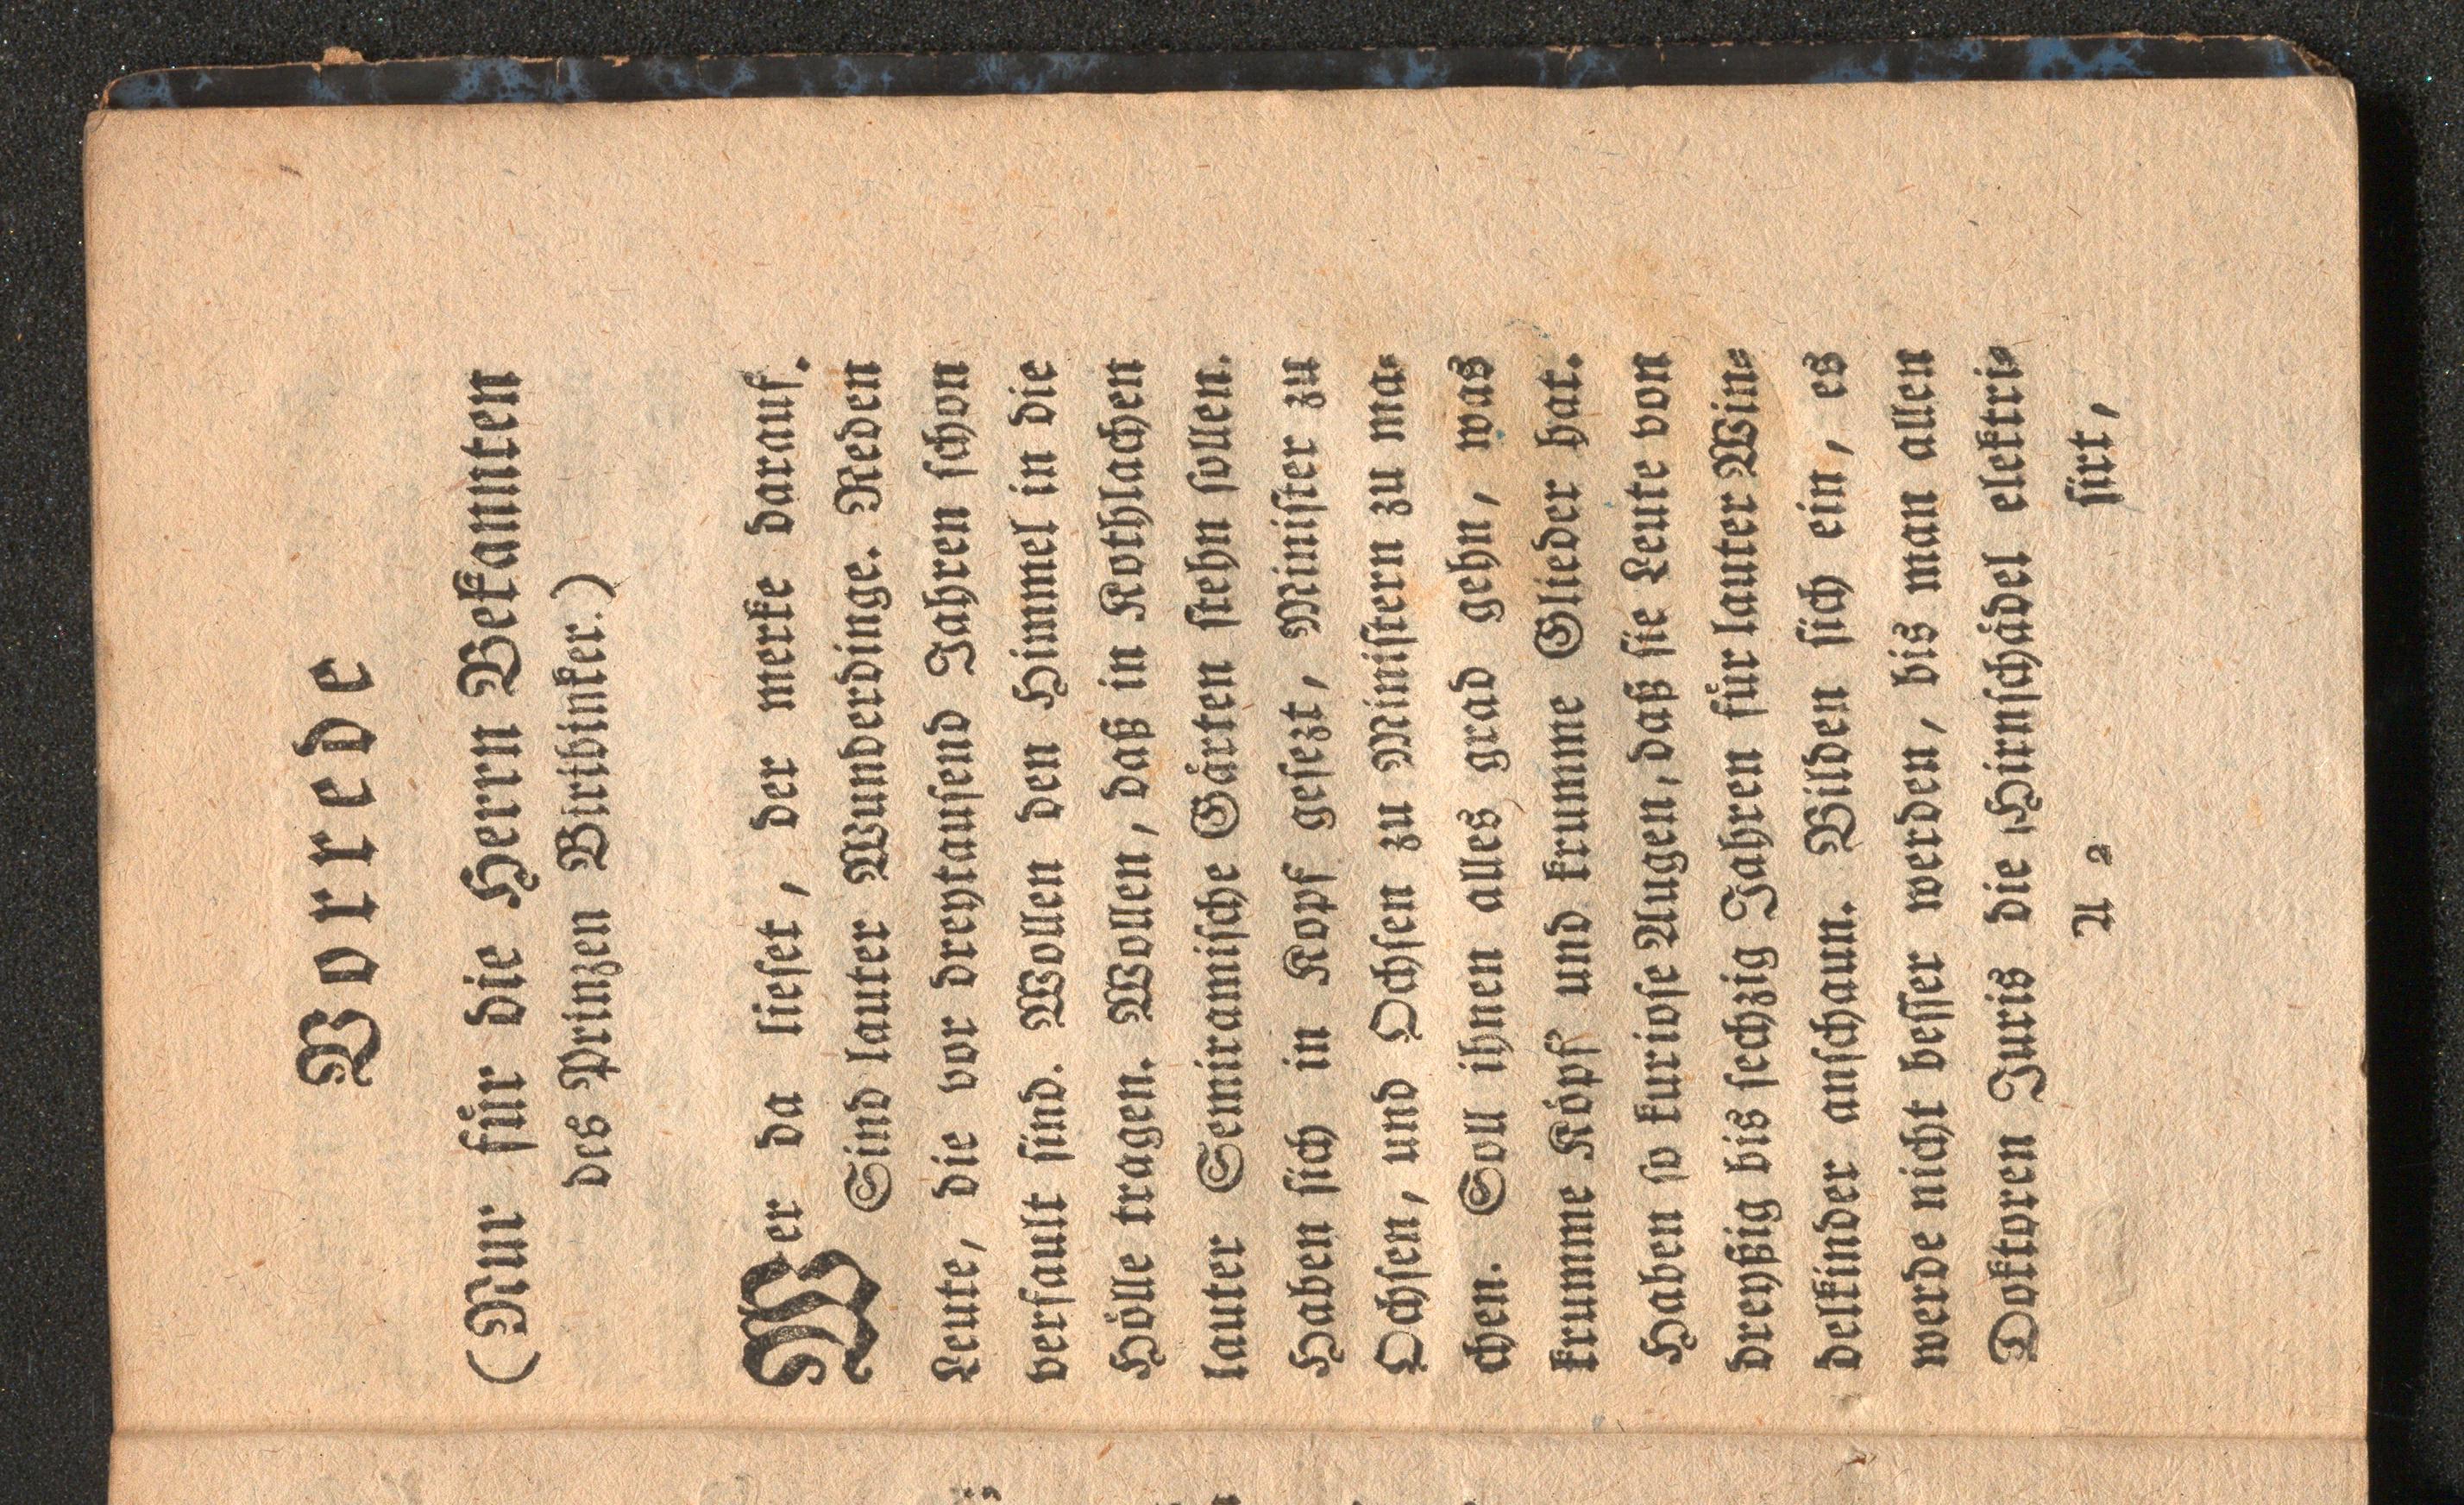 Vorrede
(Nur für die Herrn Bekannten
des Prinzen Biribinker.)
Wer da lieset, der merke darauf.
Sind lauter Wunderdinge. Reden
Leute, die vor dreytausend Jahren schon
verfault sind. Wollen den Himmel in die
Hölle tragen. Wollen, daß in Kothlachen
lauter Semiramische Gärten stehn sollen.
Haben sich in Kopf gesezt, Minister zu
Ochsen, und Ochsen zu Ministern zu ma-
chen. Soll ihnen alles grad gehn, was
krumme Köpf und krumme Glieder hat.
Haben so kuriose Augen, daß sie Leute von
dreyßig bis sechzig Jahren für lauter Win-
delkinder anschaun. Bilden sich ein, es
werde nicht besser werden, bis man allen
Doktoren Juris die Hirnschädel elektri-
A 2
sirt,